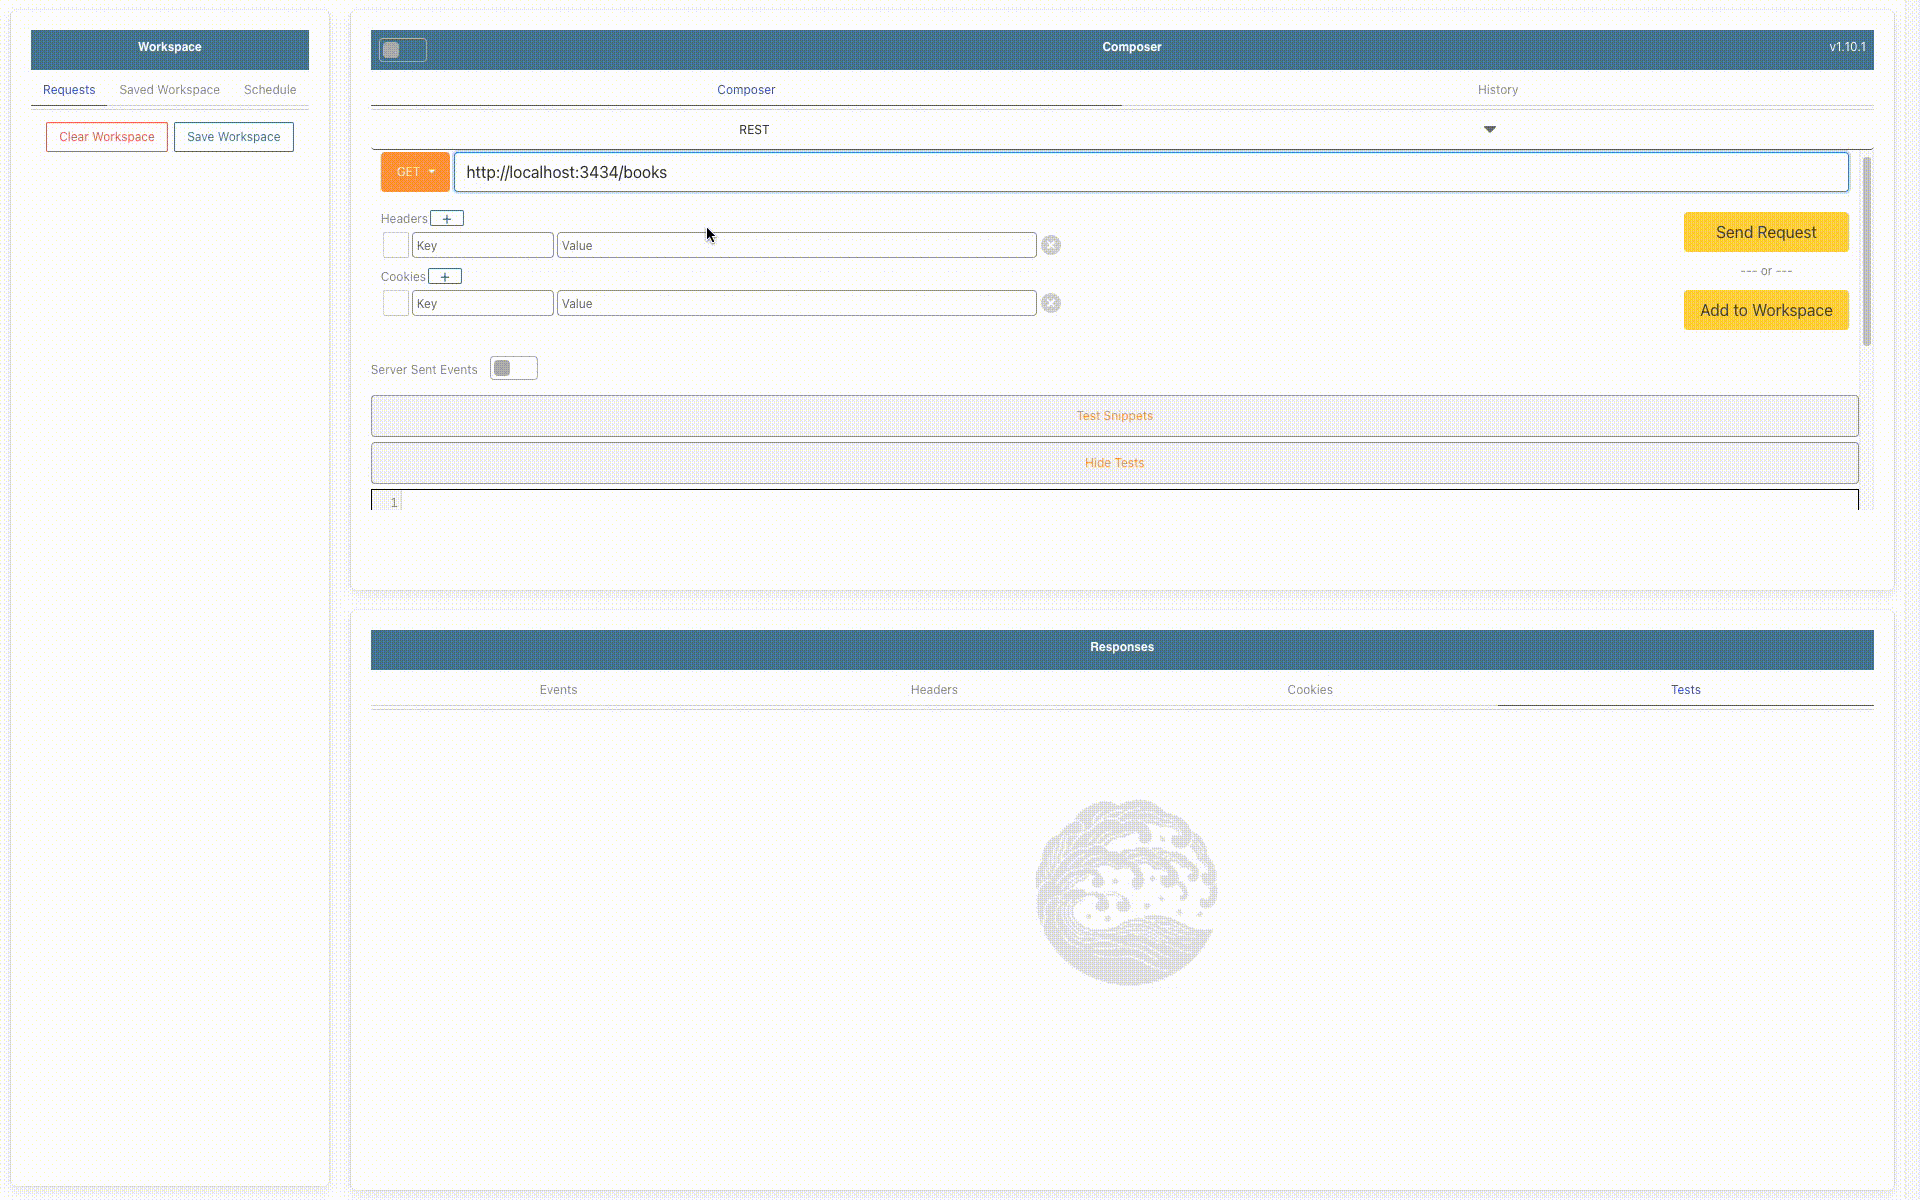 Workspace
Requests Saved Workspace Schedule
Clear Workspace Save Workspace
Composer v1.10.1
Composer History
REST
GET http://localhost:3434/books
Headers +
Key Value
Cookies +
Key Value
Send Request
--- or ---
Add to Workspace
Server Sent Events
Test Snippets
Hide Tests
1
Responses
Events Headers Cookies Tests